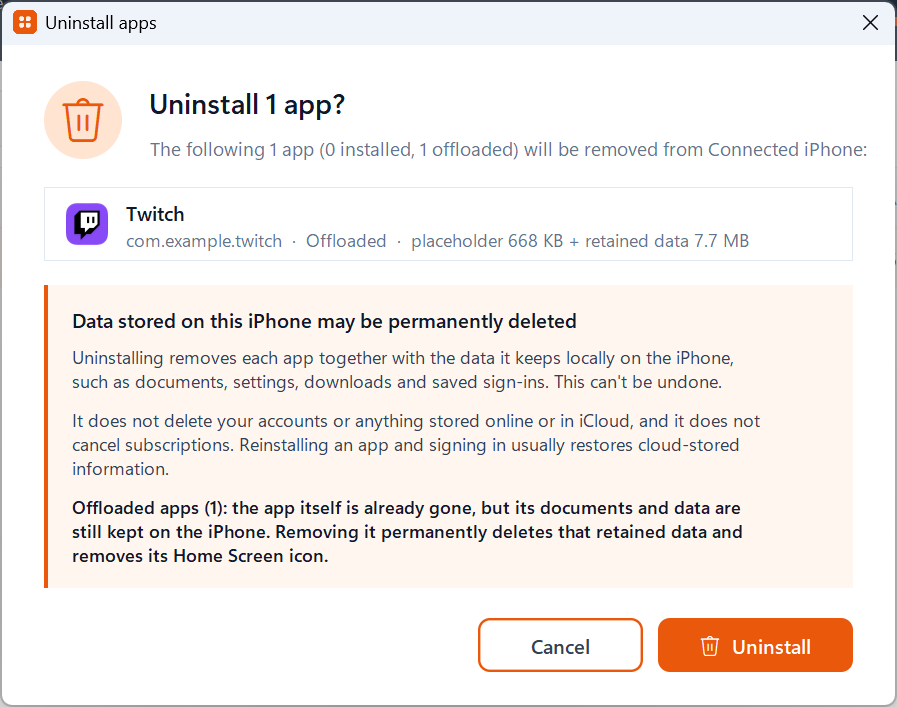 Uninstall apps
Uninstall 1 app?
The following 1 app (0 installed, 1 offloaded) will be removed from Connected iPhone:
Twitch
com.example.twitch · Offloaded · placeholder 668 KB + retained data 7.7 MB
Data stored on this iPhone may be permanently deleted
Uninstalling removes each app together with the data it keeps locally on the iPhone,
such as documents, settings, downloads and saved sign-ins. This can't be undone.
It does not delete your accounts or anything stored online or in iCloud, and it does not
cancel subscriptions. Reinstalling an app and signing in usually restores cloud-stored
information.
Offloaded apps (1): the app itself is already gone, but its documents and data are
still kept on the iPhone. Removing it permanently deletes that retained data and
removes its Home Screen icon.
Cancel
Uninstall